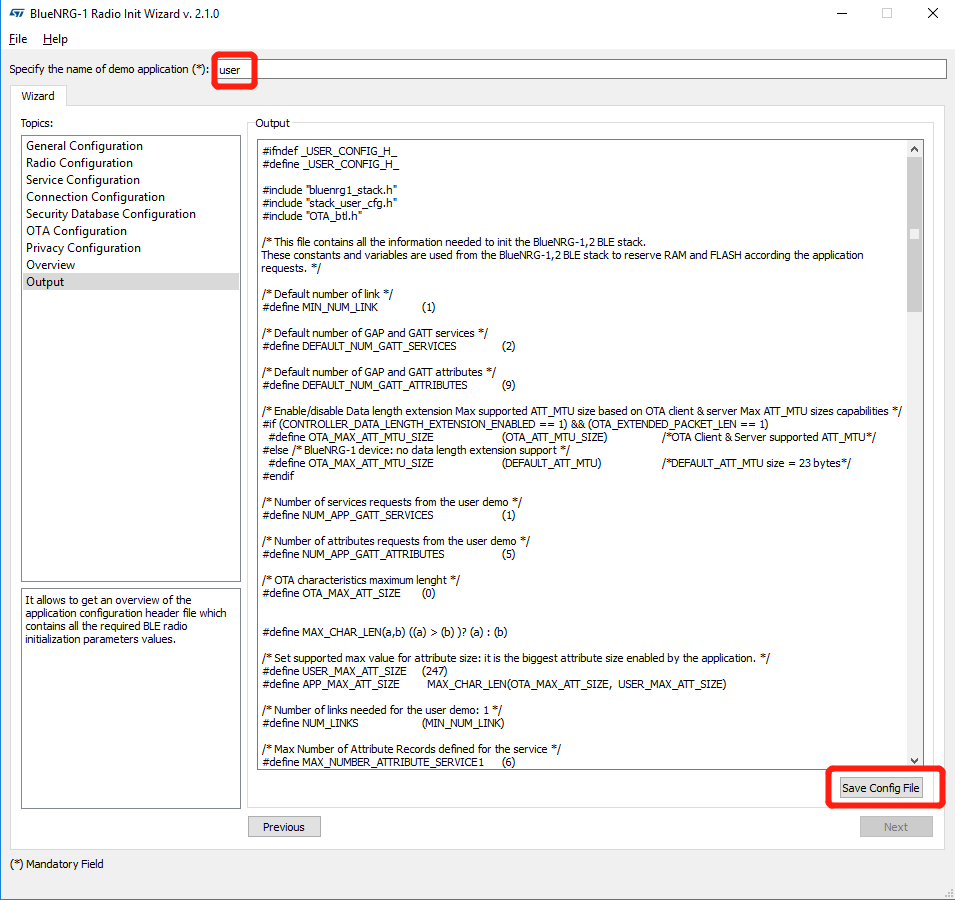 BlueNRG-1 Radio Init Wizard v. 2.1.0
File Help
Specify the name of demo application (*): user
Wizard
Topics:
General Configuration
Radio Configuration
Service Configuration
Connection Configuration
Security Database Configuration
OTA Configuration
Privacy Configuration
Overview
Output
It allows to get an overview of the
application configuration header file which
contains all the required BLE radio
initialization parameters values.
Output
#ifndef _USER_CONFIG_H_
#define _USER_CONFIG_H_
#include "bluenrg1_stack.h"
#include "stack_user_cfg.h"
#include "OTA_btl.h"
/* This file contains all the information needed to init the BlueNRG-1,2 BLE stack.
These constants and variables are used from the BlueNRG-1,2 BLE stack to reserve RAM and FLASH according the application
requests. */
/* Default number of link */
#define MIN_NUM_LINK (1)
/* Default number of GAP and GATT services */
#define DEFAULT_NUM_GATT_SERVICES (2)
/* Default number of GAP and GATT attributes */
#define DEFAULT_NUM_GATT_ATTRIBUTES (9)
/* Enable/disable Data length extension Max supported ATT_MTU size based on OTA client & server Max ATT_MTU sizes capabilities */
#if (CONTROLLER_DATA_LENGTH_EXTENSION_ENABLED == 1) && (OTA_EXTENDED_PACKET_LEN == 1)
#define OTA_MAX_ATT_MTU_SIZE (OTA_ATT_MTU_SIZE) /*OTA Client & Server supported ATT_MTU*/
#else /* BlueNRG-1 device: no data length extension support */
#define OTA_MAX_ATT_MTU_SIZE (DEFAULT_ATT_MTU) /*DEFAULT_ATT_MTU size = 23 bytes*/
#endif
/* Number of services requests from the user demo */
#define NUM_APP_GATT_SERVICES (1)
/* Number of attributes requests from the user demo */
#define NUM_APP_GATT_ATTRIBUTES (5)
/* OTA characteristics maximum lenght */
#define OTA_MAX_ATT_SIZE (0)
#define MAX_CHAR_LEN(a,b) ((a) > (b) )? (a) : (b)
/* Set supported max value for attribute size: it is the biggest attribute size enabled by the application. */
#define USER_MAX_ATT_SIZE (247)
#define APP_MAX_ATT_SIZE MAX_CHAR_LEN(OTA_MAX_ATT_SIZE, USER_MAX_ATT_SIZE)
/* Number of links needed for the user demo: 1 */
#define NUM_LINKS (MIN_NUM_LINK)
/* Max Number of Attribute Records defined for the service */
#define MAX_NUMBER_ATTRIBUTE_SERVICE1 (6)
Save Config File
Previous
Next
(*) Mandatory Field